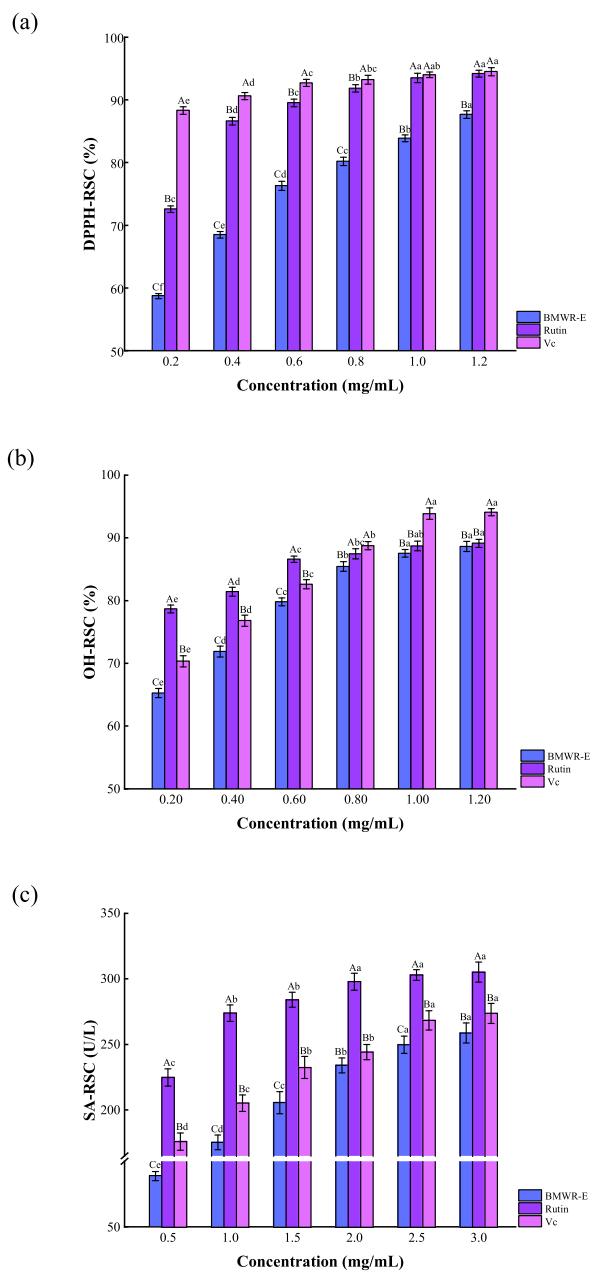 (a)
100
90
80
70
60
50
DPPH-RSC (%)
Cf Bc Ae
Ce Bd Ad
Cd Bc Ac
Cc Bb Abc
Bb Aa Aab
Ba Aa Aa
0.2 0.4 0.6 0.8 1.0 1.2
Concentration (mg/mL)
BMWR-E
Rutin
Vc
(b)
100
90
80
70
60
50
OH-RSC (%)
Ce Ae Be
Cd Ad Bd
Cc Ac Bc
Bb Abc Ab
Ba Bab Aa
Ba Ba Aa
0.20 0.40 0.60 0.80 1.00 1.20
Concentration (mg/mL)
BMWR-E
Rutin
Vc
(c)
350
300
250
200
50
SA-RSC (U/L)
Ce Ac Bd
Cd Ab Bc
Cc Ab Bb
Bb Aa Bb
Ca Aa Ba
Ba Aa Ba
0.5 1.0 1.5 2.0 2.5 3.0
Concentration (mg/mL)
BMWR-E
Rutin
Vc